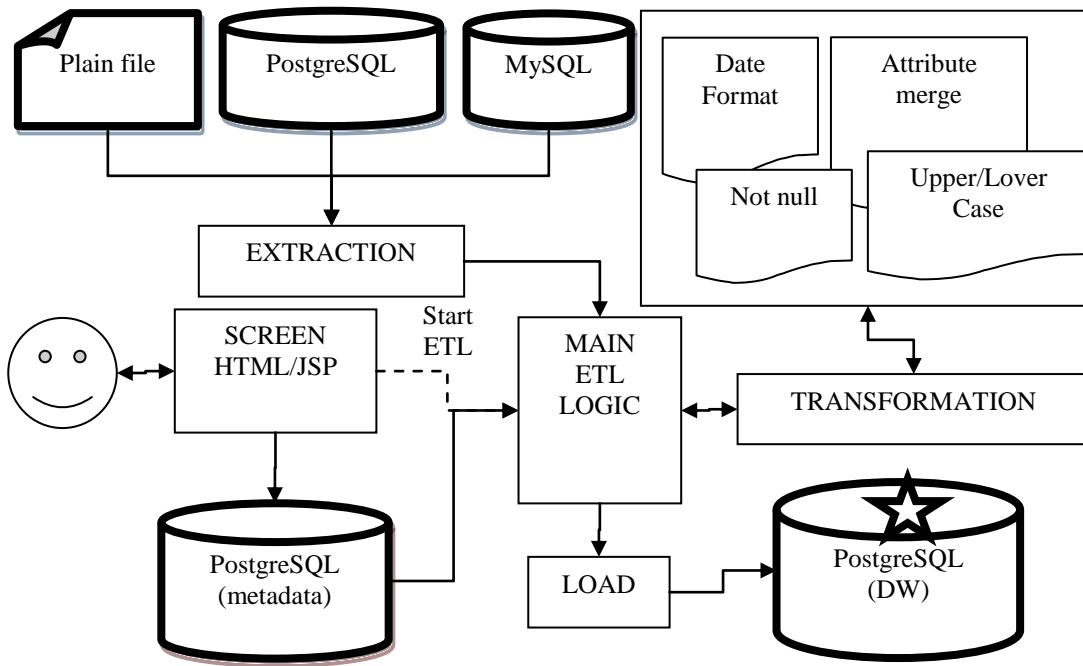 Plain file
PostgreSQL
MySQL
Date
Format
Attribute
merge
Not null
Upper/Lover
Case
EXTRACTION
SCREEN
HTML/JSP
Start
ETL
MAIN
ETL
LOGIC
TRANSFORMATION
PostgreSQL
(metadata)
LOAD
PostgreSQL
(DW)